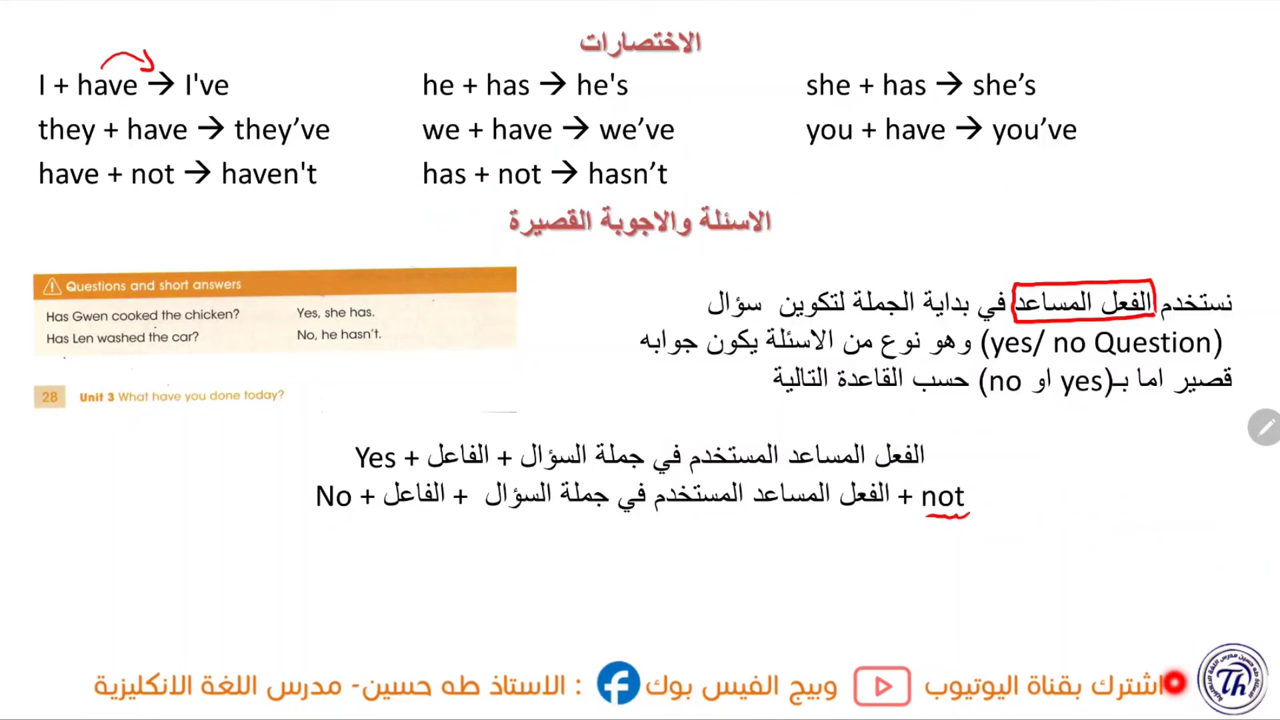 الاختصارات
I + have → I've
he + has → he's
she + has → she’s
they + have → they’ve
we + have → we’ve
you + have → you’ve
have + not → haven't
has + not → hasn’t
الاسئلة والاجوبة القصيرة
Questions and short answers
Has Gwen cooked the chicken? Yes, she has.
Has Len washed the car? No, he hasn't.
28 Unit 3 What have you done today?
نستخدم الفعل المساعد في بداية الجملة لتكوين سؤال
(yes/ no Question) وهو نوع من الاسئلة يكون جوابه
قصير اما بـ(yes او no) حسب القاعدة التالية
Yes + الفاعل + الفعل المساعد المستخدم في جملة السؤال
No + الفاعل + الفعل المساعد المستخدم في جملة السؤال + not
اشترك بقناة اليوتيوب وبيج الفيس بوك : الاستاذ طه حسين- مدرس اللغة الانكليزية
Th